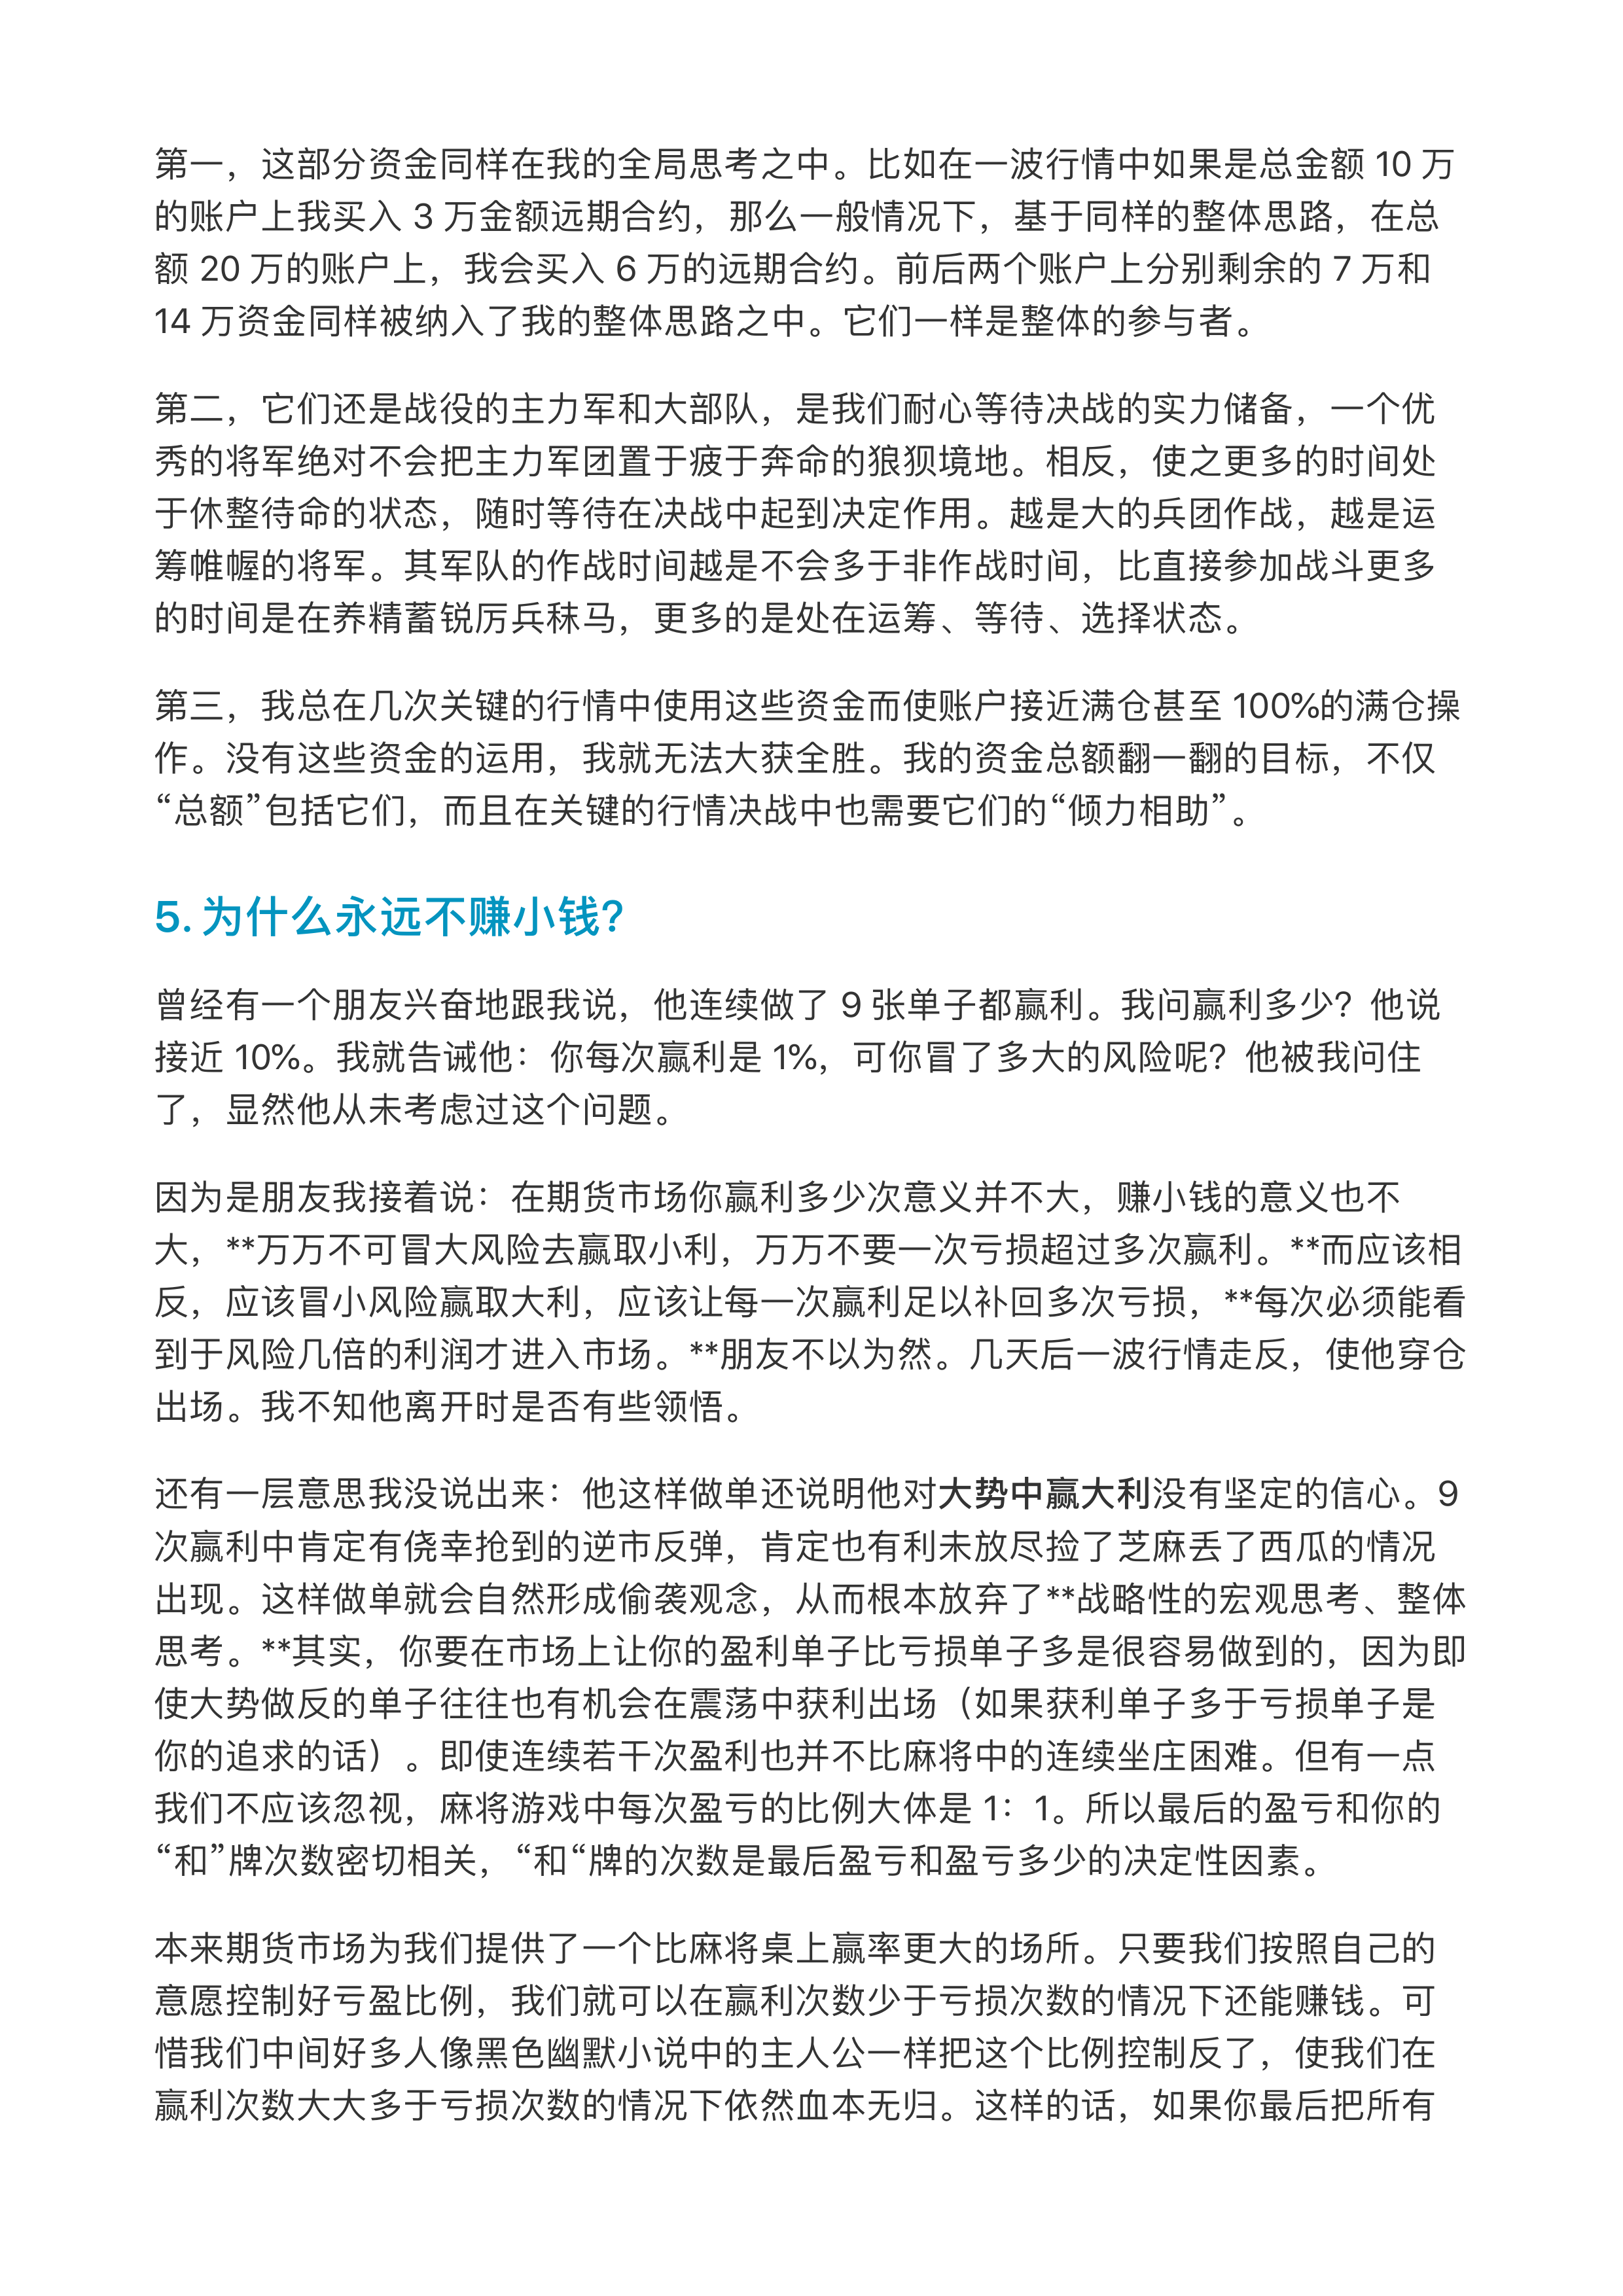 第一，这部分资金同样在我的全局思考之中。比如在一波行情中如果是总金额 10 万
的账户上我买入 3 万金额远期合约，那么一般情况下，基于同样的整体思路，在总
额 20 万的账户上，我会买入 6 万的远期合约。前后两个账户上分别剩余的 7 万和
14 万资金同样被纳入了我的整体思路之中。它们一样是整体的参与者。
第二，它们还是战役的主力军和大部队，是我们耐心等待决战的实力储备，一个优
秀的将军绝对不会把主力军团置于疲于奔命的狼狈境地。相反，使之更多的时间处
于休整待命的状态，随时等待在决战中起到决定作用。越是大的兵团作战，越是运
筹帷幄的将军。其军队的作战时间越是不会多于非作战时间，比直接参加战斗更多
的时间是在养精蓄锐厉兵秣马，更多的是处在运筹、等待、选择状态。
第三，我总在几次关键的行情中使用这些资金而使账户接近满仓甚至 100%的满仓操
作。没有这些资金的运用，我就无法大获全胜。我的资金总额翻一翻的目标，不仅
“总额”包括它们，而且在关键的行情决战中也需要它们的“倾力相助”。
5. 为什么永远不赚小钱？
曾经有一个朋友兴奋地跟我说，他连续做了 9 张单子都赢利。我问赢利多少？他说
接近 10%。我就告诫他：你每次赢利是 1%，可你冒了多大的风险呢？他被我问住
了，显然他从未考虑过这个问题。
因为是朋友我接着说：在期货市场你赢利多少次意义并不大，赚小钱的意义也不
大，**万万不可冒大风险去赢取小利，万万不要一次亏损超过多次赢利。**而应该相
反，应该冒小风险赢取大利，应该让每一次赢利足以补回多次亏损，**每次必须能看
到于风险几倍的利润才进入市场。**朋友不以为然。几天后一波行情走反，使他穿仓
出场。我不知他离开时是否有些领悟。
还有一层意思我没说出来：他这样做单还说明他对大势中赢大利没有坚定的信心。9
次赢利中肯定有侥幸抢到的逆市反弹，肯定也有利未放尽捡了芝麻丢了西瓜的情况
出现。这样做单就会自然形成偷袭观念，从而根本放弃了**战略性的宏观思考、整体
思考。**其实，你要在市场上让你的盈利单子比亏损单子多是很容易做到的，因为即
使大势做反的单子往往也有机会在震荡中获利出场（如果获利单子多于亏损单子是
你的追求的话）。即使连续若干次盈利也并不比麻将中的连续坐庄困难。但有一点
我们不应该忽视，麻将游戏中每次盈亏的比例大体是 1：1。所以最后的盈亏和你的
“和”牌次数密切相关，“和“牌的次数是最后盈亏和盈亏多少的决定性因素。
本来期货市场为我们提供了一个比麻将桌上赢率更大的场所。只要我们按照自己的
意愿控制好亏盈比例，我们就可以在赢利次数少于亏损次数的情况下还能赚钱。可
惜我们中间好多人像黑色幽默小说中的主人公一样把这个比例控制反了，使我们在
赢利次数大大多于亏损次数的情况下依然血本无归。这样的话，如果你最后把所有